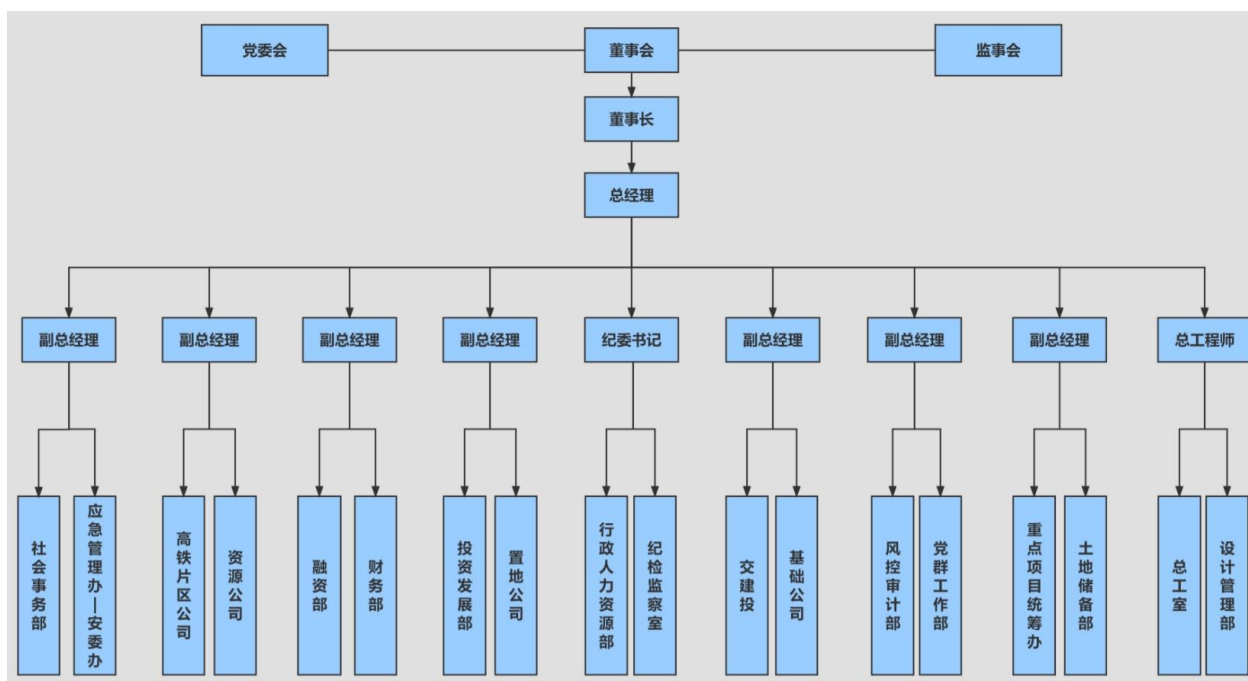 党委会
董事会
监事会
董事长
总经理
副总经理
副总经理
副总经理
副总经理
纪委书记
副总经理
副总经理
副总经理
总工程师
社会事务部
应急管理办—安委办
高铁片区公司
资源公司
融资部
财务部
投资发展部
置地公司
行政人力资源部
纪检监察室
交建投
基础公司
风控审计部
党群工作部
重点项目统筹办
土地储备部
总工室
设计管理部